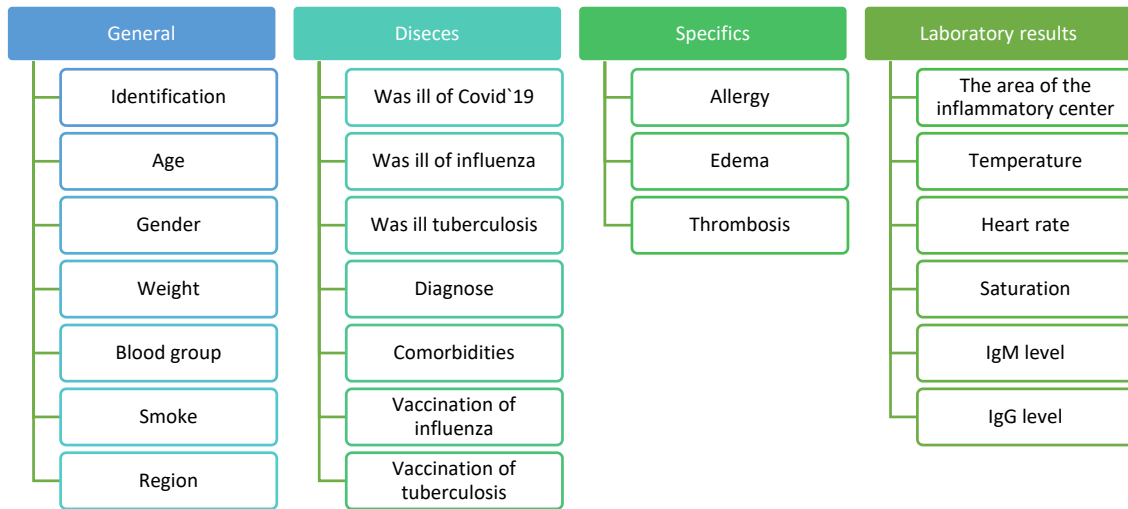 General
Identification
Age
Gender
Weight
Blood group
Smoke
Region
Diseces
Was ill of Covid`19
Was ill of influenza
Was ill tuberculosis
Diagnose
Comorbidities
Vaccination of
influenza
Vaccination of
tuberculosis
Specifics
Allergy
Edema
Thrombosis
Laboratory results
The area of the
inflammatory center
Temperature
Heart rate
Saturation
IgM level
IgG level